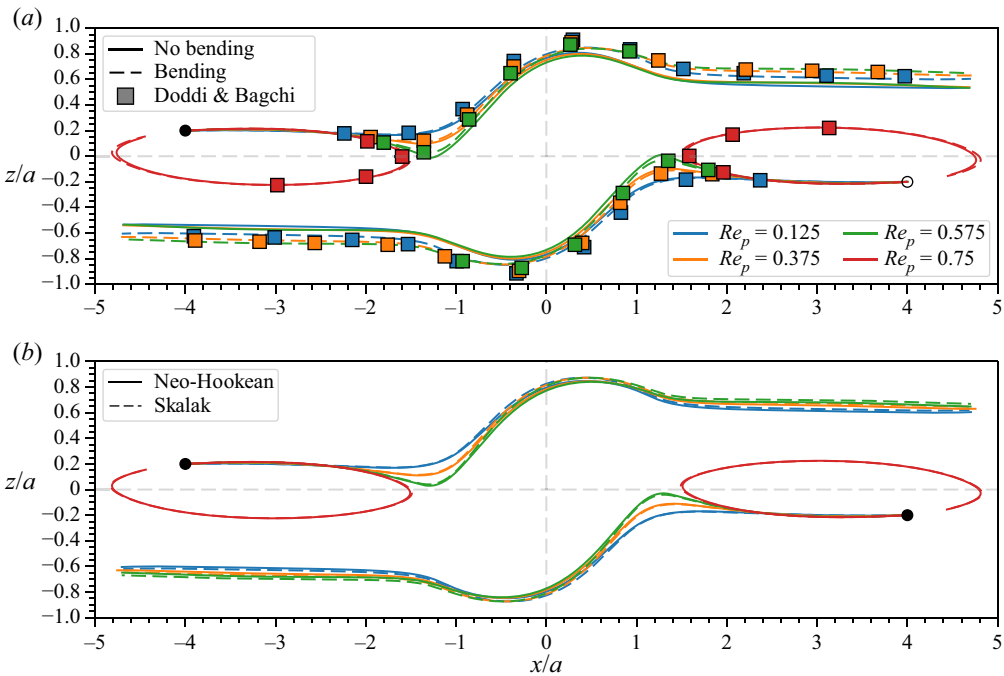 (a)
1.0
0.8
0.6
0.4
0.2
0
−0.2
−0.4
−0.6
−0.8
−1.0
z/a
No bending
Bending
Doddi & Bagchi
Re_p = 0.125
Re_p = 0.575
Re_p = 0.375
Re_p = 0.75
−5 −4 −3 −2 −1 0 1 2 3 4 5
(b)
1.0
0.8
0.6
0.4
0.2
0
−0.2
−0.4
−0.6
−0.8
−1.0
z/a
Neo-Hookean
Skalak
−5 −4 −3 −2 −1 0 1 2 3 4 5
x/a